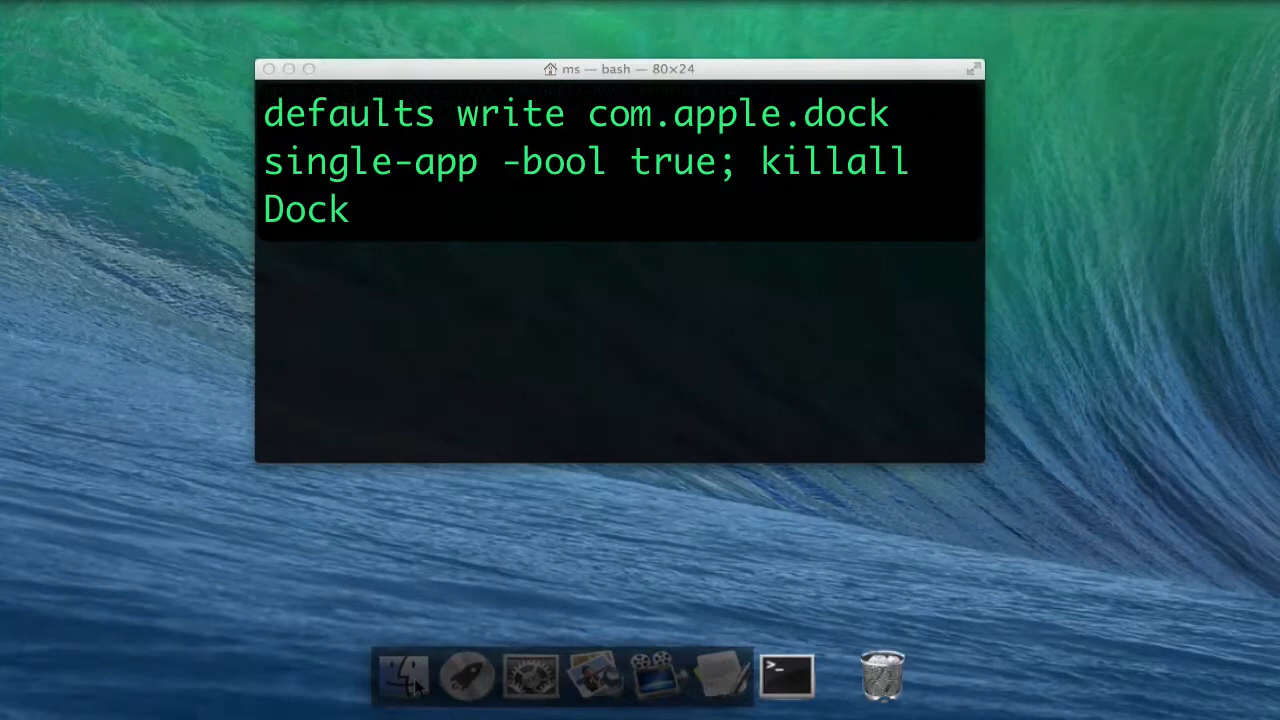 ms — bash — 80×24
defaults write com.apple.dock
single-app -bool true; killall
Dock